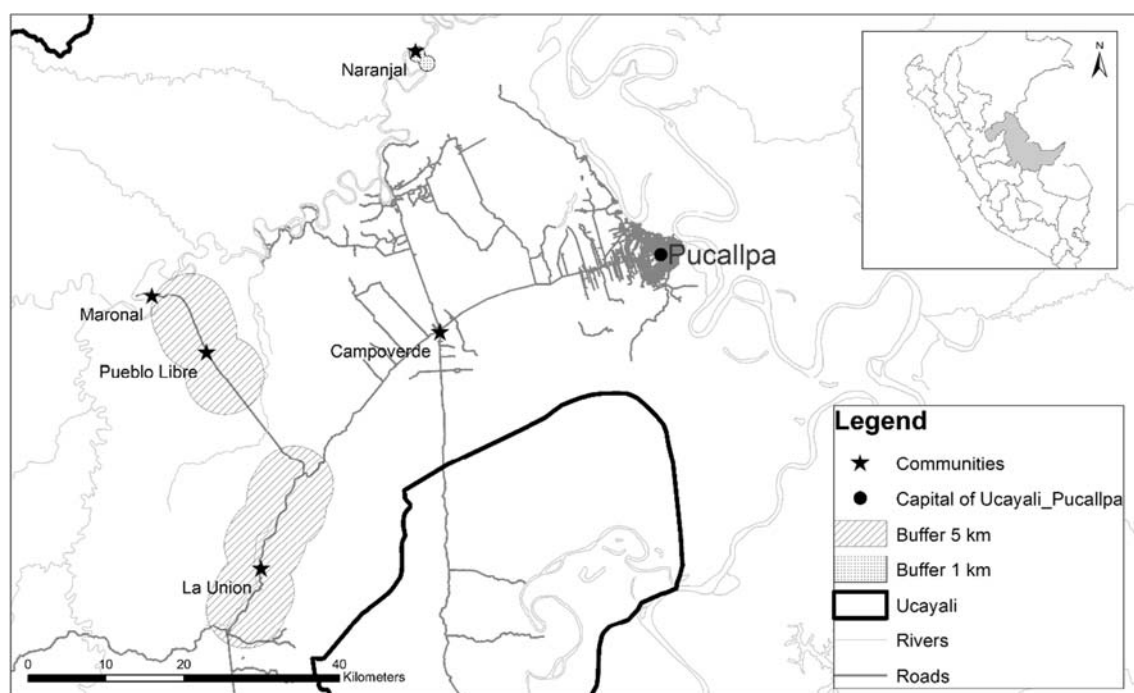 Naranjal
N
Pucallpa
Maronal
Campoverde
Pueblo Libre
La Union
Legend
Communities
Capital of Ucayali_Pucallpa
Buffer 5 km
Buffer 1 km
Ucayali
Rivers
Roads
0 10 20 40
Kilometers